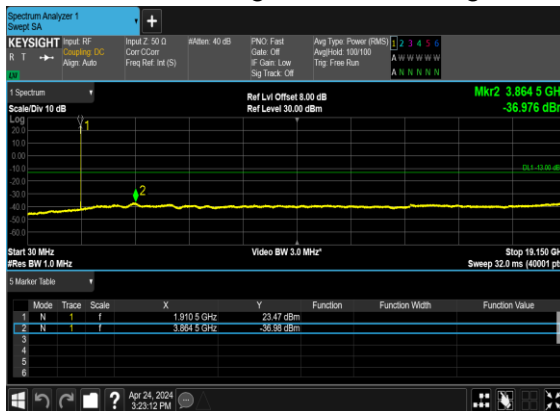 Spectrum Analyzer 1
Swept SA
KEYSIGHT Input: RF Input Z: 50 Ω #Atten: 40 dB PNO: Fast Avg Type: Power (RMS) 1 2 3 4 5 6
R T Coupling: DC Corr CCorr Gate: Off Avg|Hold: 100/100 A W W W W W
Align: Auto Freq Ref: Int (S) IF Gain: Low Trig: Free Run
Sig Track: Off A N N N N N
1 Spectrum
Ref Lvl Offset 8.00 dB Mkr2 3.864 5 GH
Scale/Div 10 dB Ref Level 30.00 dBm -36.976 dBr
Log
20.0 1
10.0
0.00
-10.0 DL1 -13.00 dB
-20.0
-30.0 2
-40.0
-50.0
-60.0
Start 30 MHz Video BW 3.0 MHz* Stop 19.150 GH
#Res BW 1.0 MHz Sweep 32.0 ms (40001 pt
5 Marker Table
Mode Trace Scale X Y Function Function Width Function Value
1 N 1 f 1.910 5 GHz 23.47 dBm
2 N 1 f 3.864 5 GHz -36.98 dBm
3
4
5
6
? Apr 24, 2024
3:23:12 PM